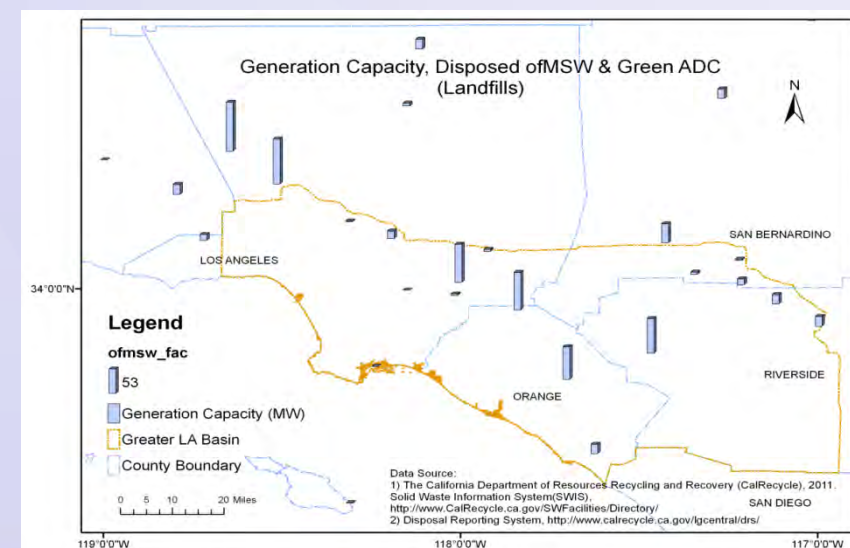 Generation Capacity, Disposed ofMSW & Green ADC
(Landfills)
N
SAN BERNARDINO
LOS ANGELES
34°0'0"N
Legend
ofmsw_fac
53
RIVERSIDE
ORANGE
Generation Capacity (MW)
Greater LA Basin
County Boundary
0 5 10 20 Miles
Data Source:
1) The California Department of Resources Recycling and Recovery (CalRecycle), 2011.
Solid Waste Information System(SWIS),
http://www.CalRecycle.ca.gov/SWFacilities/Directory/
SAN DIEGO
2) Disposal Reporting System, http://www.calrecycle.ca.gov/lgcentral/drs/
119°0'0"W 118°0'0"W 117°0'0"W